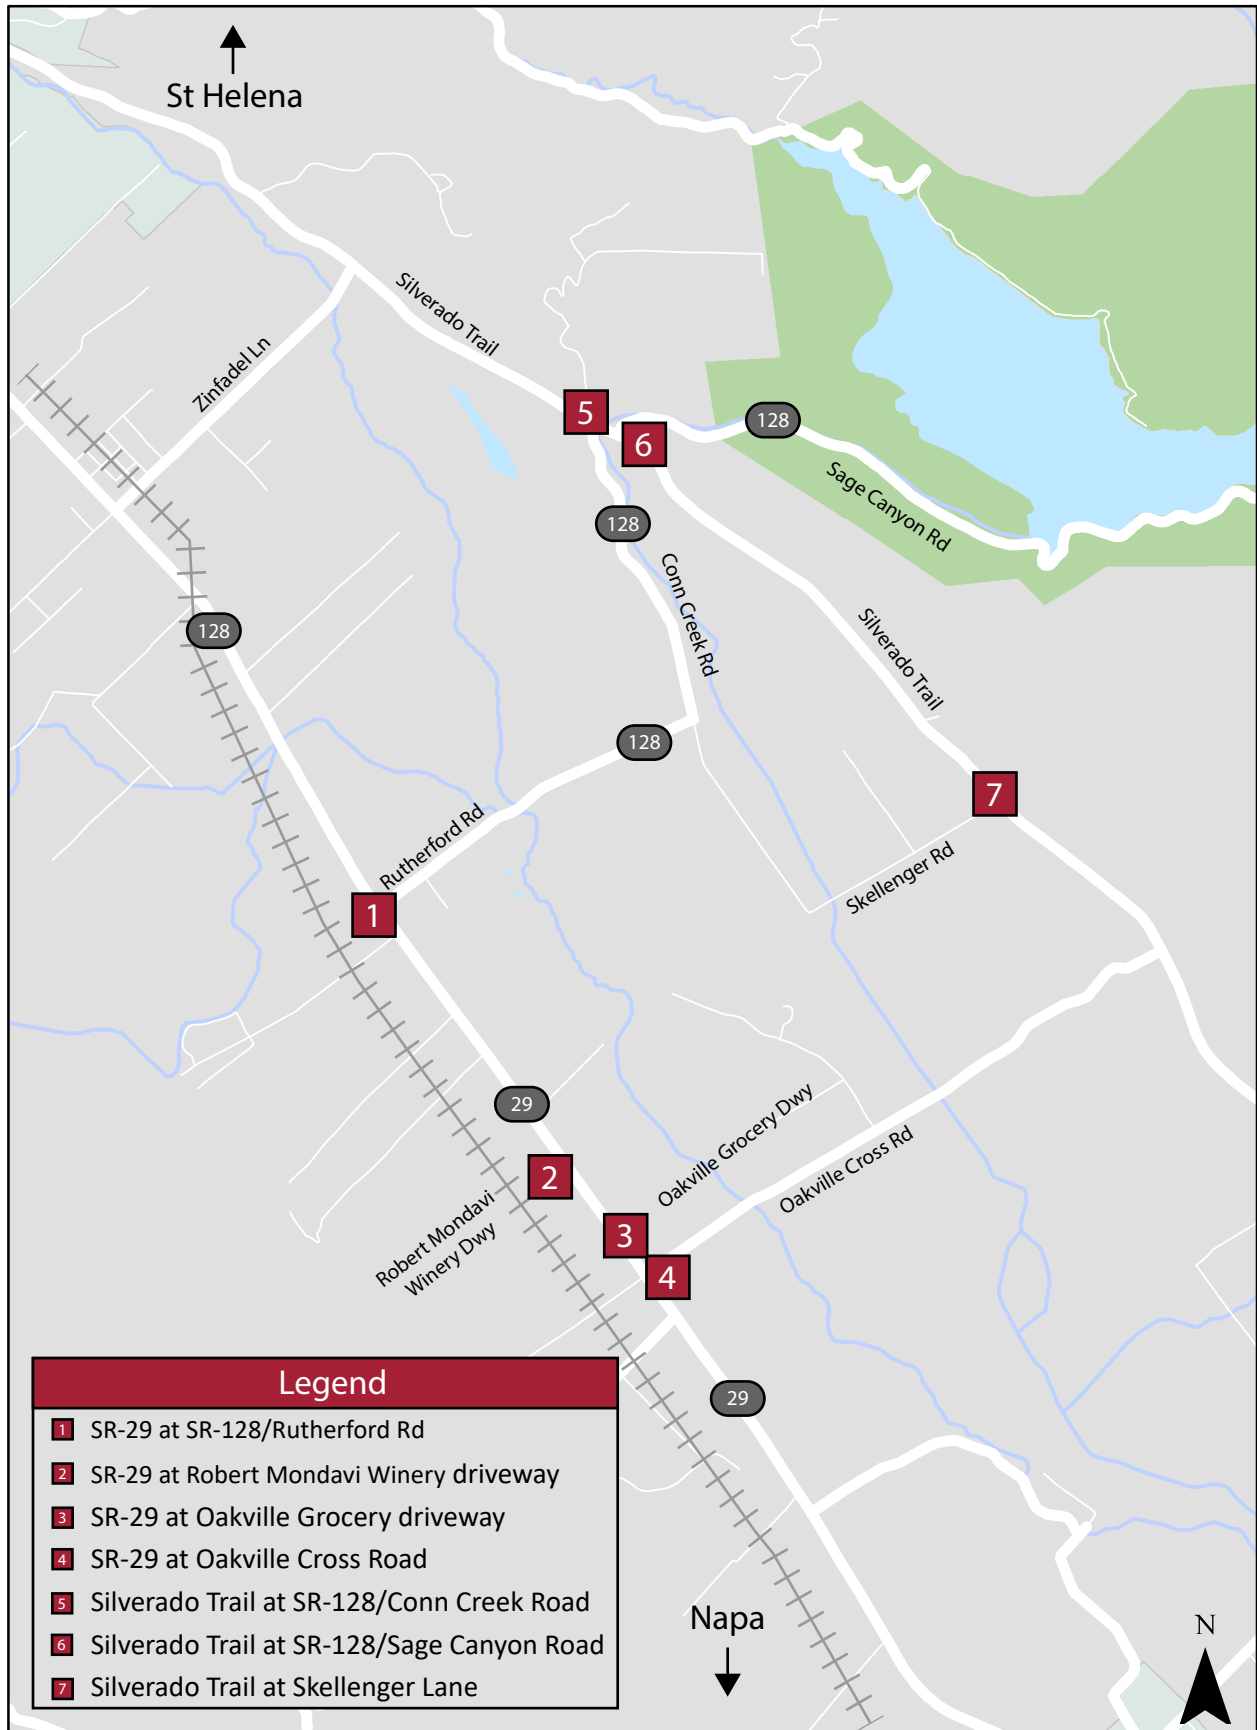 St Helena
Silverado Trail
Zinfadel Ln
5
6
128
Sage Canyon Rd
128
Conn Creek Rd
128
Silverado Trail
128
7
Rutherford Rd
Skellenger Rd
1
29
Oakville Grocery Dwy
Oakville Cross Rd
2
Robert Mondavi
Winery Dwy
3
4
29
Legend
1 SR-29 at SR-128/Rutherford Rd
2 SR-29 at Robert Mondavi Winery driveway
3 SR-29 at Oakville Grocery driveway
4 SR-29 at Oakville Cross Road
5 Silverado Trail at SR-128/Conn Creek Road
6 Silverado Trail at SR-128/Sage Canyon Road
7 Silverado Trail at Skellenger Lane
Napa
N